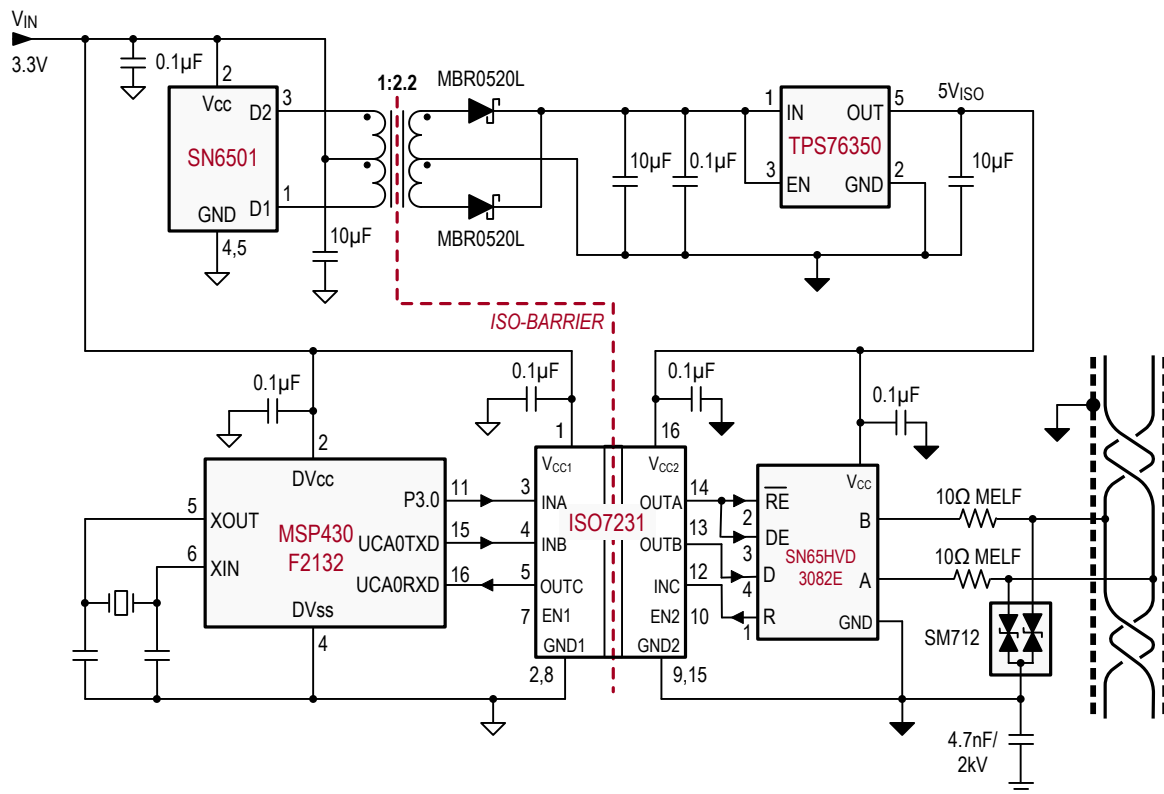 VIN
3.3V
0.1µF
2
Vcc
D2
3
SN6501
D1
1
GND
4,5
10µF
1:2.2
MBR0520L
MBR0520L
10µF
0.1µF
1
IN
OUT
5
TPS76350
3
EN
GND
2
5VISO
10µF
ISO-BARRIER
0.1µF
2
DVcc
5
XOUT
6
XIN
MSP430
F2132
P3.0
11
UCA0TXD
15
UCA0RXD
16
DVss
4
0.1µF
1
VCC1
3
INA
4
INB
5
OUTC
7
EN1
GND1
2,8
ISO7231
0.1µF
16
VCC2
OUTA
14
OUTB
13
INC
12
EN2
10
GND2
9,15
0.1µF
VCC
RE
2
DE
3
D
4
R
1
SN65HVD
3082E
B
A
GND
10Ω MELF
10Ω MELF
SM712
4.7nF/
2kV